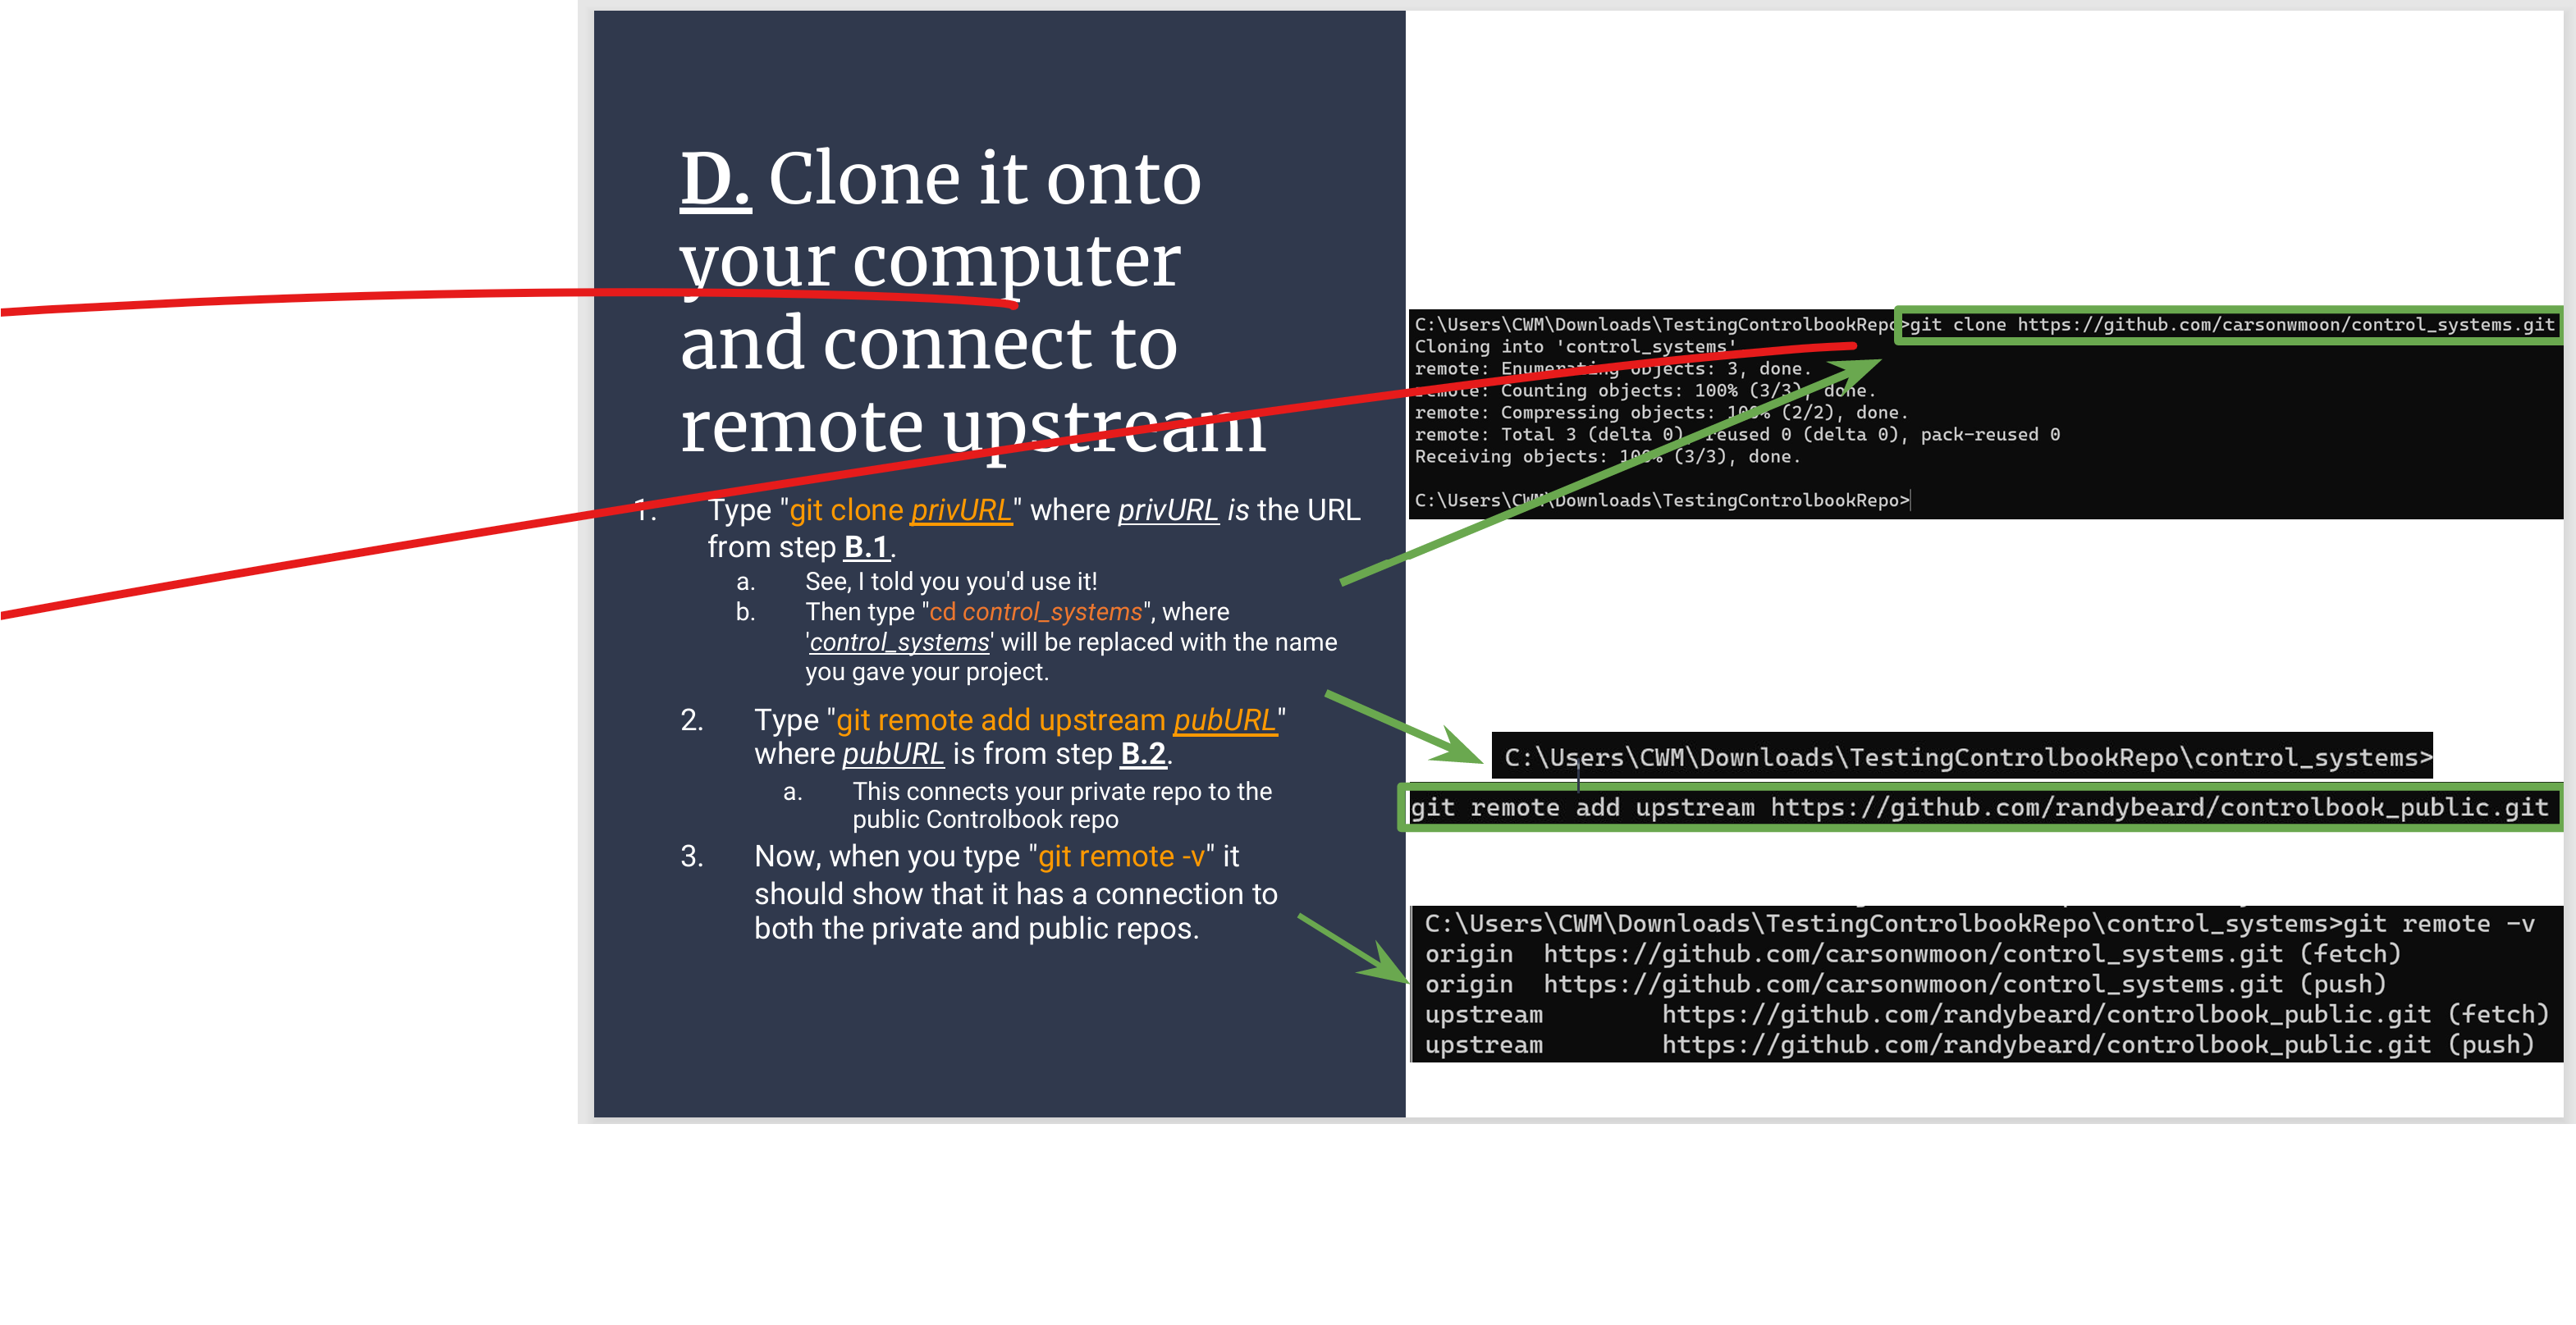 D. Clone it onto
your computer
and connect to
remote upstream
1. Type "git clone privURL" where privURL is the URL
from step B.1.
a. See, I told you you'd use it!
b. Then type "cd control_systems", where
'control_systems' will be replaced with the name
you gave your project.
2. Type "git remote add upstream pubURL"
where pubURL is from step B.2.
a. This connects your private repo to the
public Controlbook repo
3. Now, when you type "git remote -v" it
should show that it has a connection to
both the private and public repos.
C:\Users\CWM\Downloads\TestingControlbookRepo>git clone https://github.com/carsonwmoon/control_systems.git
Cloning into 'control_systems'
remote: Enumerating objects: 3, done.
remote: Counting objects: 100% (3/3), done.
remote: Compressing objects: 100% (2/2), done.
remote: Total 3 (delta 0), reused 0 (delta 0), pack-reused 0
Receiving objects: 100% (3/3), done.
C:\Users\CWM\Downloads\TestingControlbookRepo>
C:\Users\CWM\Downloads\TestingControlbookRepo\control_systems>
git remote add upstream https://github.com/randybeard/controlbook_public.git
C:\Users\CWM\Downloads\TestingControlbookRepo\control_systems>git remote -v
origin  https://github.com/carsonwmoon/control_systems.git (fetch)
origin  https://github.com/carsonwmoon/control_systems.git (push)
upstream        https://github.com/randybeard/controlbook_public.git (fetch)
upstream        https://github.com/randybeard/controlbook_public.git (push)